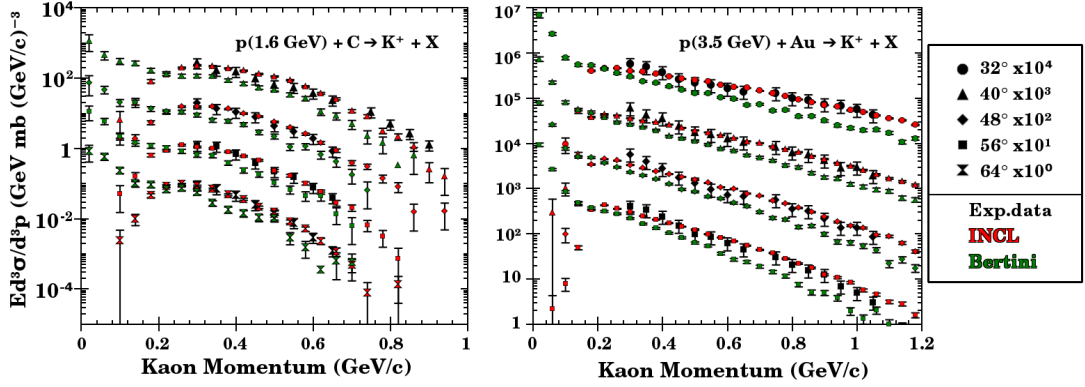 10⁴
10²
1
10⁻²
10⁻⁴
Ed³σ/d³p (GeV mb (GeV/c)⁻³
p(1.6 GeV) + C → K⁺ + X
0 0.2 0.4 0.6 0.8 1
Kaon Momentum (GeV/c)
10⁷
10⁶
10⁵
10⁴
10³
10²
10
1
p(3.5 GeV) + Au → K⁺ + X
0 0.2 0.4 0.6 0.8 1 1.2
Kaon Momentum (GeV/c)
32° x10⁴
40° x10³
48° x10²
56° x10¹
64° x10⁰
Exp.data
INCL
Bertini